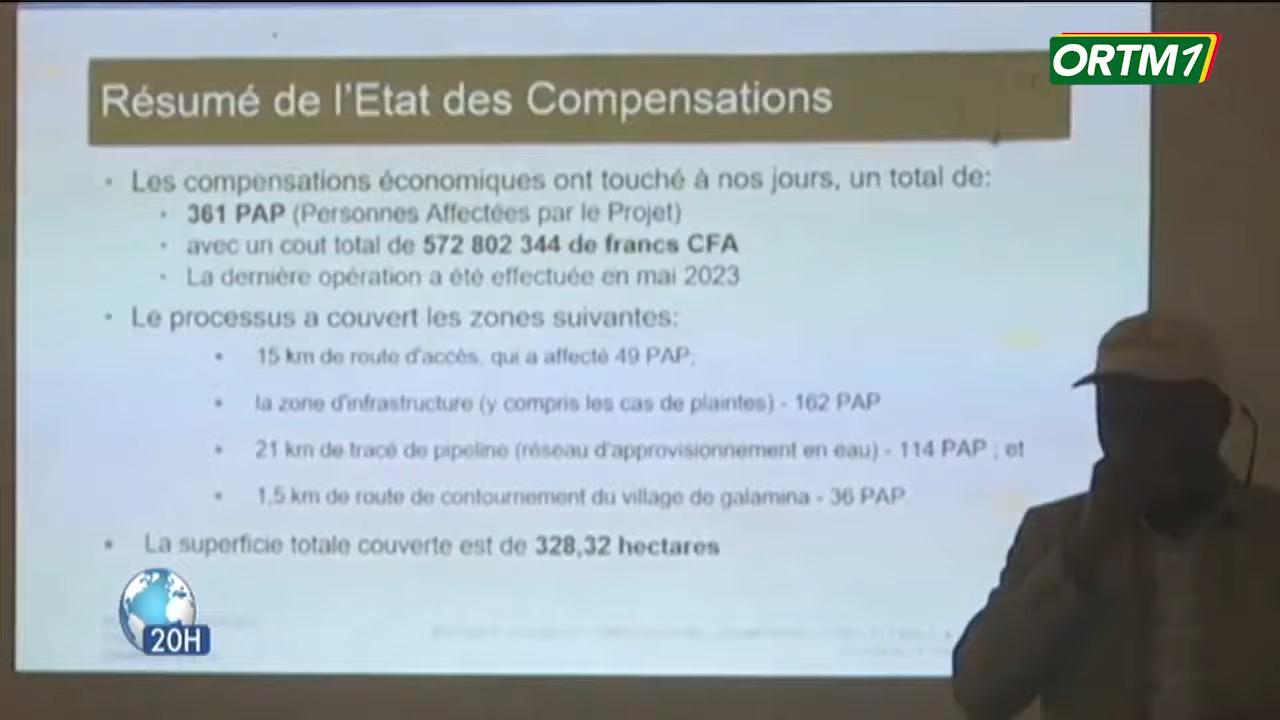 ORTM1
Résumé de l'Etat des Compensations
• Les compensations économiques ont touché à nos jours, un total de:
• 361 PAP (Personnes Affectées par le Projet)
• avec un cout total de 572 802 344 de francs CFA
• La dernière opération a été effectuée en mai 2023
• Le processus a couvert les zones suivantes:
• 15 km de route d'accès, qui a affecté 49 PAP;
• la zone d'infrastructure (y compris les cas de plaintes) - 162 PAP
• 21 km de tracé de pipeline (réseau d'approvisionnement en eau) - 114 PAP ; et
• 1,5 km de route de contournement du village de galamina - 36 PAP
• La superficie totale couverte est de 328,32 hectares
20H